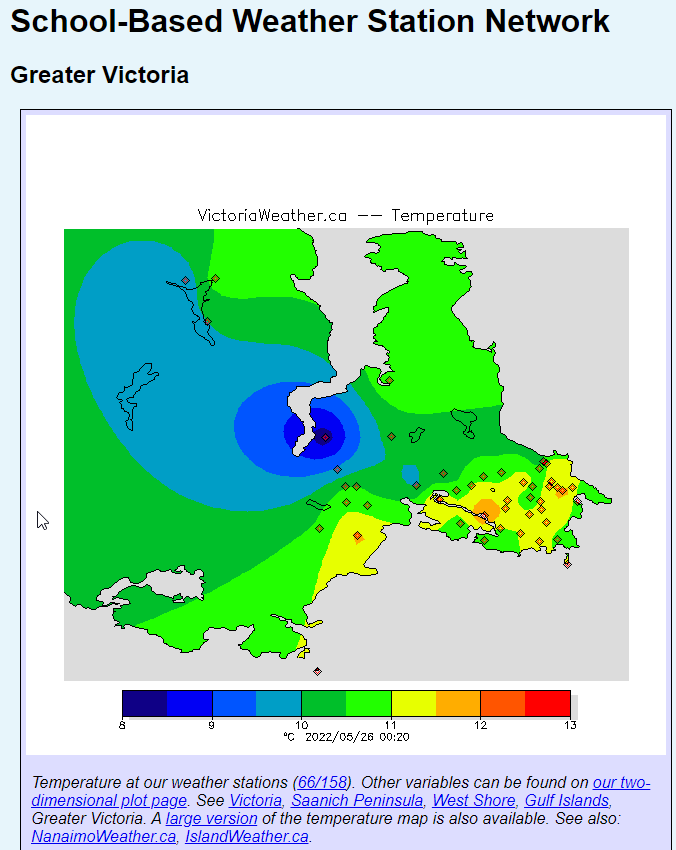 School-Based Weather Station Network
Greater Victoria
VictoriaWeather.ca -- Temperature
8 9 10 11 12 13
°C 2022/05/26 00:20
Temperature at our weather stations (66/158). Other variables can be found on our two-
dimensional plot page. See Victoria, Saanich Peninsula, West Shore, Gulf Islands,
Greater Victoria. A large version of the temperature map is also available. See also:
NanaimoWeather.ca, IslandWeather.ca.